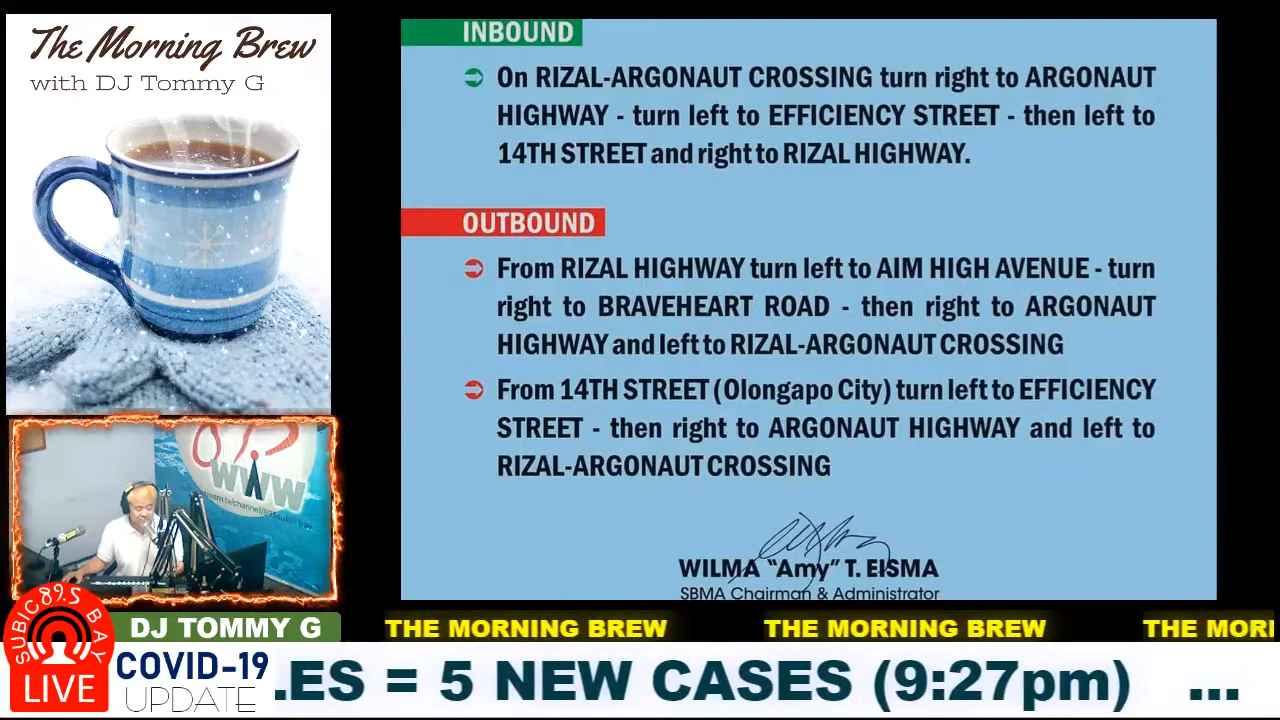 The Morning Brew
with DJ Tommy G
INBOUND
On RIZAL-ARGONAUT CROSSING turn right to ARGONAUT
HIGHWAY - turn left to EFFICIENCY STREET - then left to
14TH STREET and right to RIZAL HIGHWAY.
OUTBOUND
From RIZAL HIGHWAY turn left to AIM HIGH AVENUE - turn
right to BRAVEHEART ROAD - then right to ARGONAUT
HIGHWAY and left to RIZAL-ARGONAUT CROSSING
From 14TH STREET (Olongapo City) turn left to EFFICIENCY
STREET - then right to ARGONAUT HIGHWAY and left to
RIZAL-ARGONAUT CROSSING
WILMA "Amy" T. EISMA
SBMA Chairman & Administrator
WWW
SUBIC 89.5 BAY
LIVE
DJ TOMMY G
THE MORNING BREW THE MORNING BREW THE MOR
COVID-19
UPDATE
LES = 5 NEW CASES (9:27pm) ...